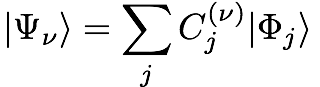 |Ψ_ν⟩ = ∑_j C_j^{(ν)} |Φ_j⟩